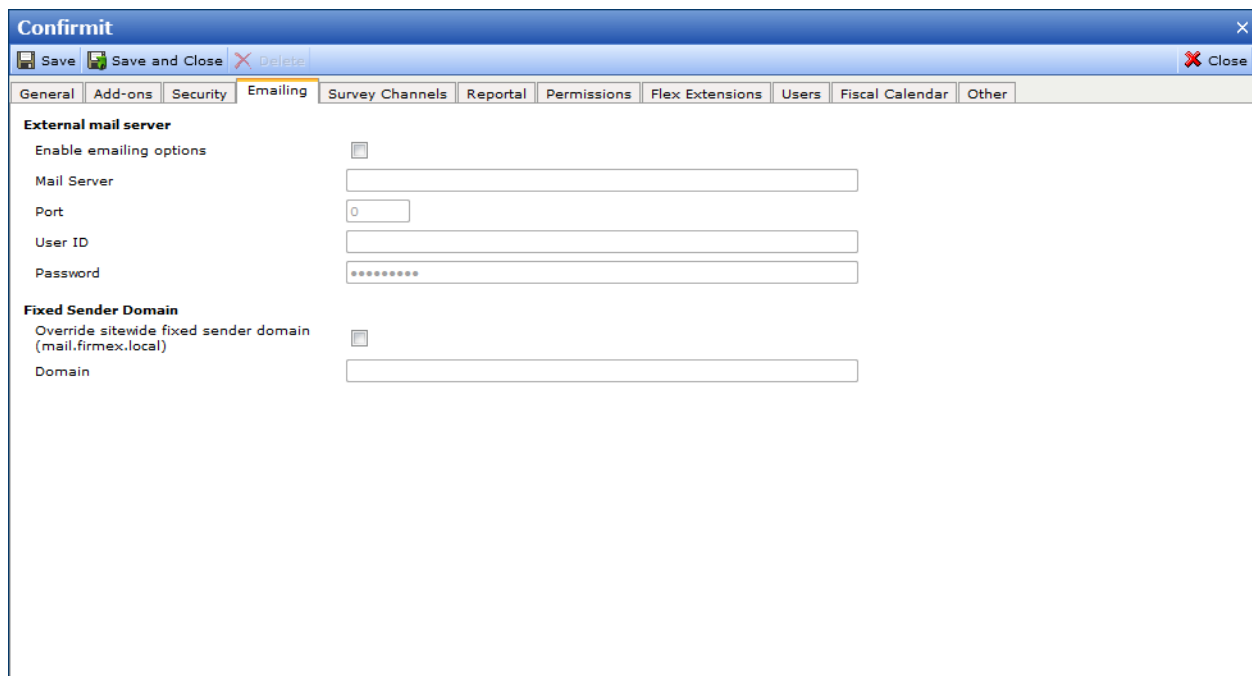 Confirmit
Save Save and Close Delete Close
General Add-ons Security Emailing Survey Channels Reportal Permissions Flex Extensions Users Fiscal Calendar Other
External mail server
Enable emailing options
Mail Server
Port 0
User ID
Password •••••••••
Fixed Sender Domain
Override sitewide fixed sender domain
(mail.firmex.local)
Domain